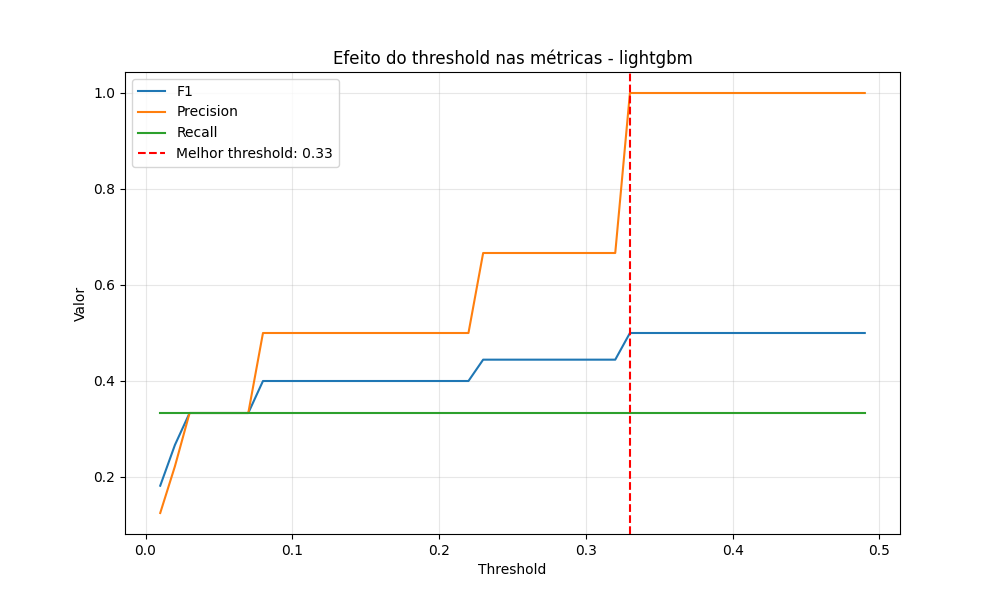 Efeito do threshold nas métricas - lightgbm
F1
Precision
Recall
Melhor threshold: 0.33
1.0
0.8
0.6
0.4
0.2
Valor
0.0
0.1
0.2
0.3
0.4
0.5
Threshold